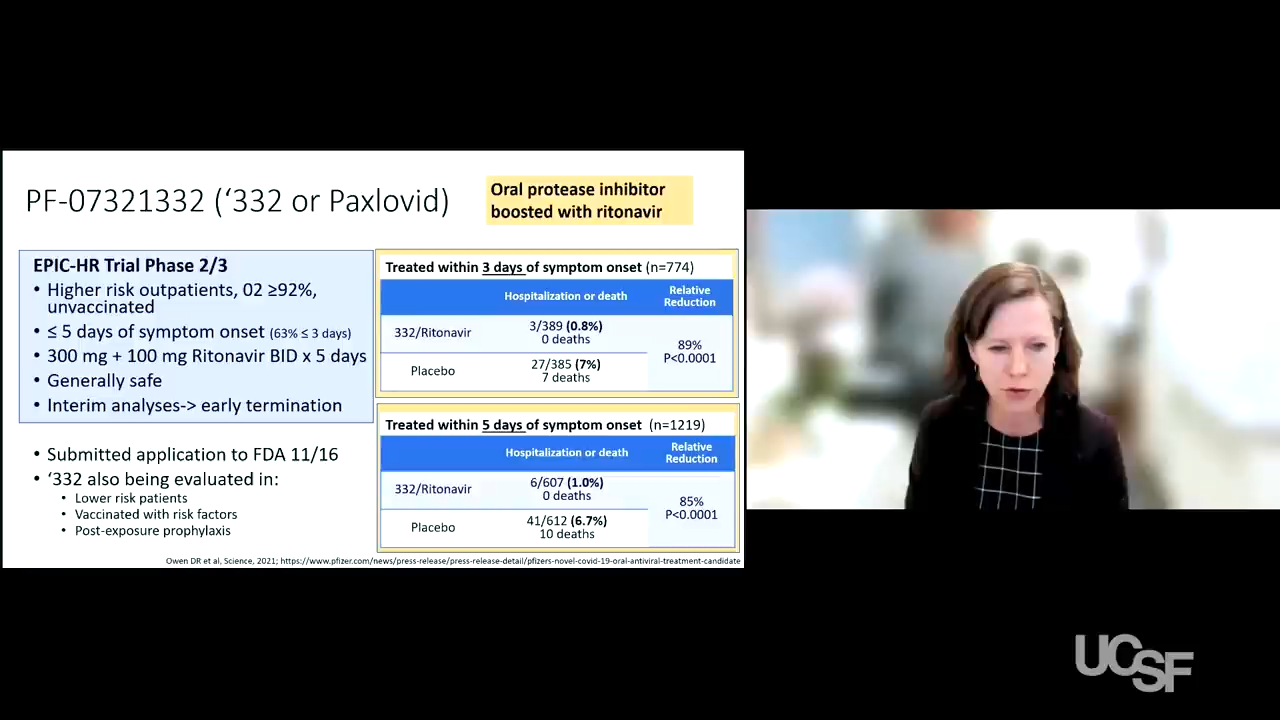 PF-07321332 (‘332 or Paxlovid)
Oral protease inhibitor
boosted with ritonavir
EPIC-HR Trial Phase 2/3
• Higher risk outpatients, 02 ≥92%,
unvaccinated
• ≤ 5 days of symptom onset (63% ≤ 3 days)
• 300 mg + 100 mg Ritonavir BID x 5 days
• Generally safe
• Interim analyses-> early termination
• Submitted application to FDA 11/16
• ‘332 also being evaluated in:
• Lower risk patients
• Vaccinated with risk factors
• Post-exposure prophylaxis
Treated within 3 days of symptom onset (n=774)
Hospitalization or death
Relative
Reduction
332/Ritonavir
3/389 (0.8%)
0 deaths
89%
P<0.0001
Placebo
27/385 (7%)
7 deaths
Treated within 5 days of symptom onset (n=1219)
Hospitalization or death
Relative
Reduction
332/Ritonavir
6/607 (1.0%)
0 deaths
85%
P<0.0001
Placebo
41/612 (6.7%)
10 deaths
Owen DR et al, Science, 2021; https://www.pfizer.com/news/press-release/press-release-detail/pfizers-novel-covid-19-oral-antiviral-treatment-candidate
UCSF